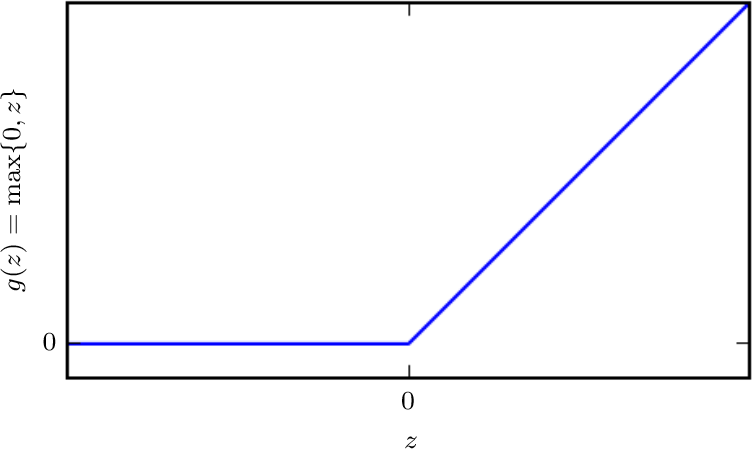 g(z) = max{0, z}
0
0
z